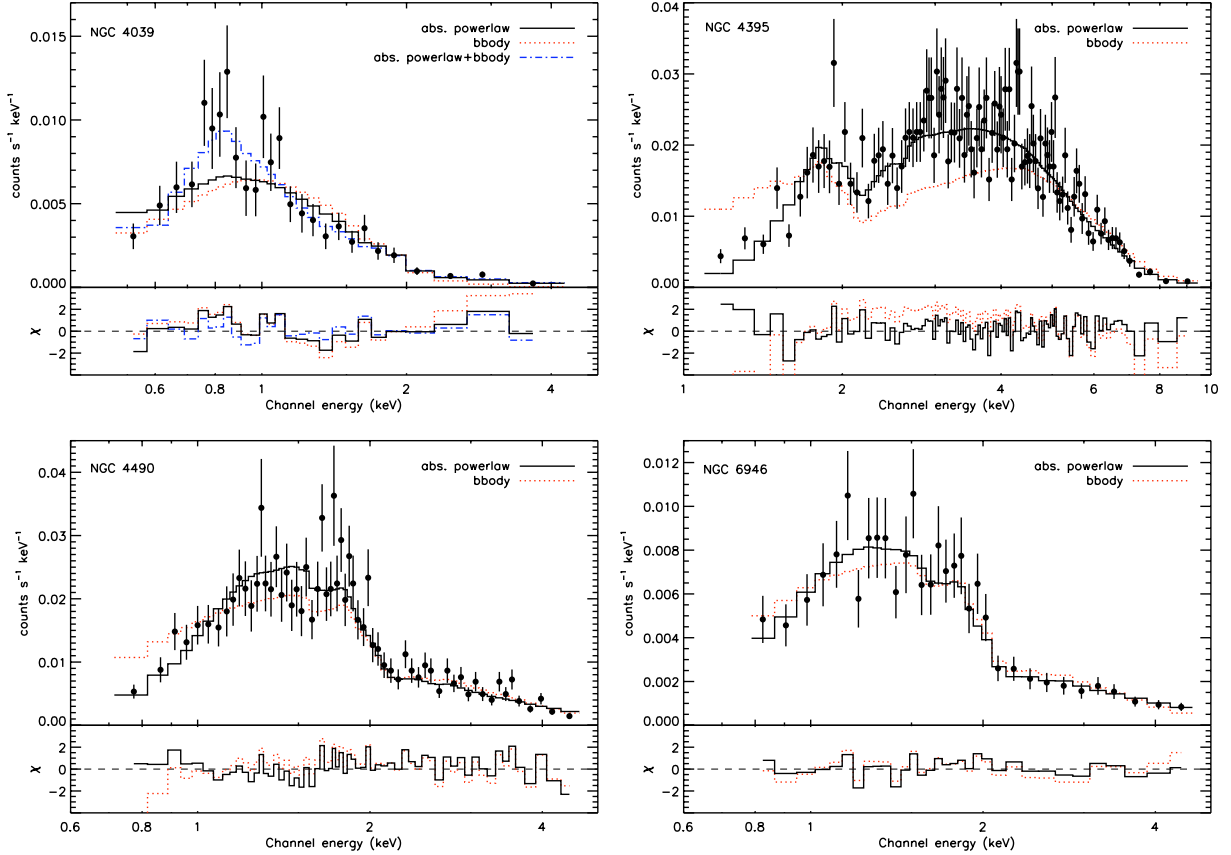 NGC 4039
abs. powerlaw
bbody
abs. powerlaw+bbody
counts s⁻¹ keV⁻¹
0.015
0.010
0.005
0.000
χ
2
0
−2
0.6 0.8 1 2 4
Channel energy (keV)
NGC 4395
abs. powerlaw
bbody
counts s⁻¹ keV⁻¹
0.04
0.03
0.02
0.01
0.00
χ
2
0
−2
1 2 4 6 8 10
Channel energy (keV)
NGC 4490
abs. powerlaw
bbody
counts s⁻¹ keV⁻¹
0.04
0.03
0.02
0.01
0.00
χ
2
0
−2
0.6 0.8 1 2 4
Channel energy (keV)
NGC 6946
abs. powerlaw
bbody
counts s⁻¹ keV⁻¹
0.012
0.010
0.008
0.006
0.004
0.002
0.000
χ
2
0
−2
0.6 0.8 1 2 4
Channel energy (keV)